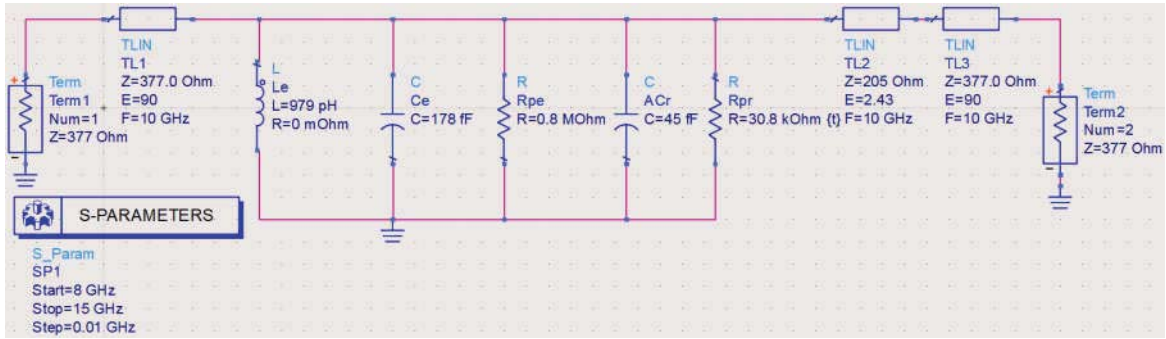 TLIN
TL1
Z=377.0 Ohm
E=90
F=10 GHz
+
Term
Term1
Num=1
Z=377 Ohm
-
L
Le
L=979 pH
R=0 mOhm
C
Ce
C=178 fF
R
Rpe
R=0.8 MOhm
C
ACr
C=45 fF
R
Rpr
R=30.8 kOhm {t}
TLIN
TL2
Z=205 Ohm
E=2.43
F=10 GHz
TLIN
TL3
Z=377.0 Ohm
E=90
F=10 GHz
+
Term
Term2
Num=2
Z=377 Ohm
-
S-PARAMETERS
S_Param
SP1
Start=8 GHz
Stop=15 GHz
Step=0.01 GHz